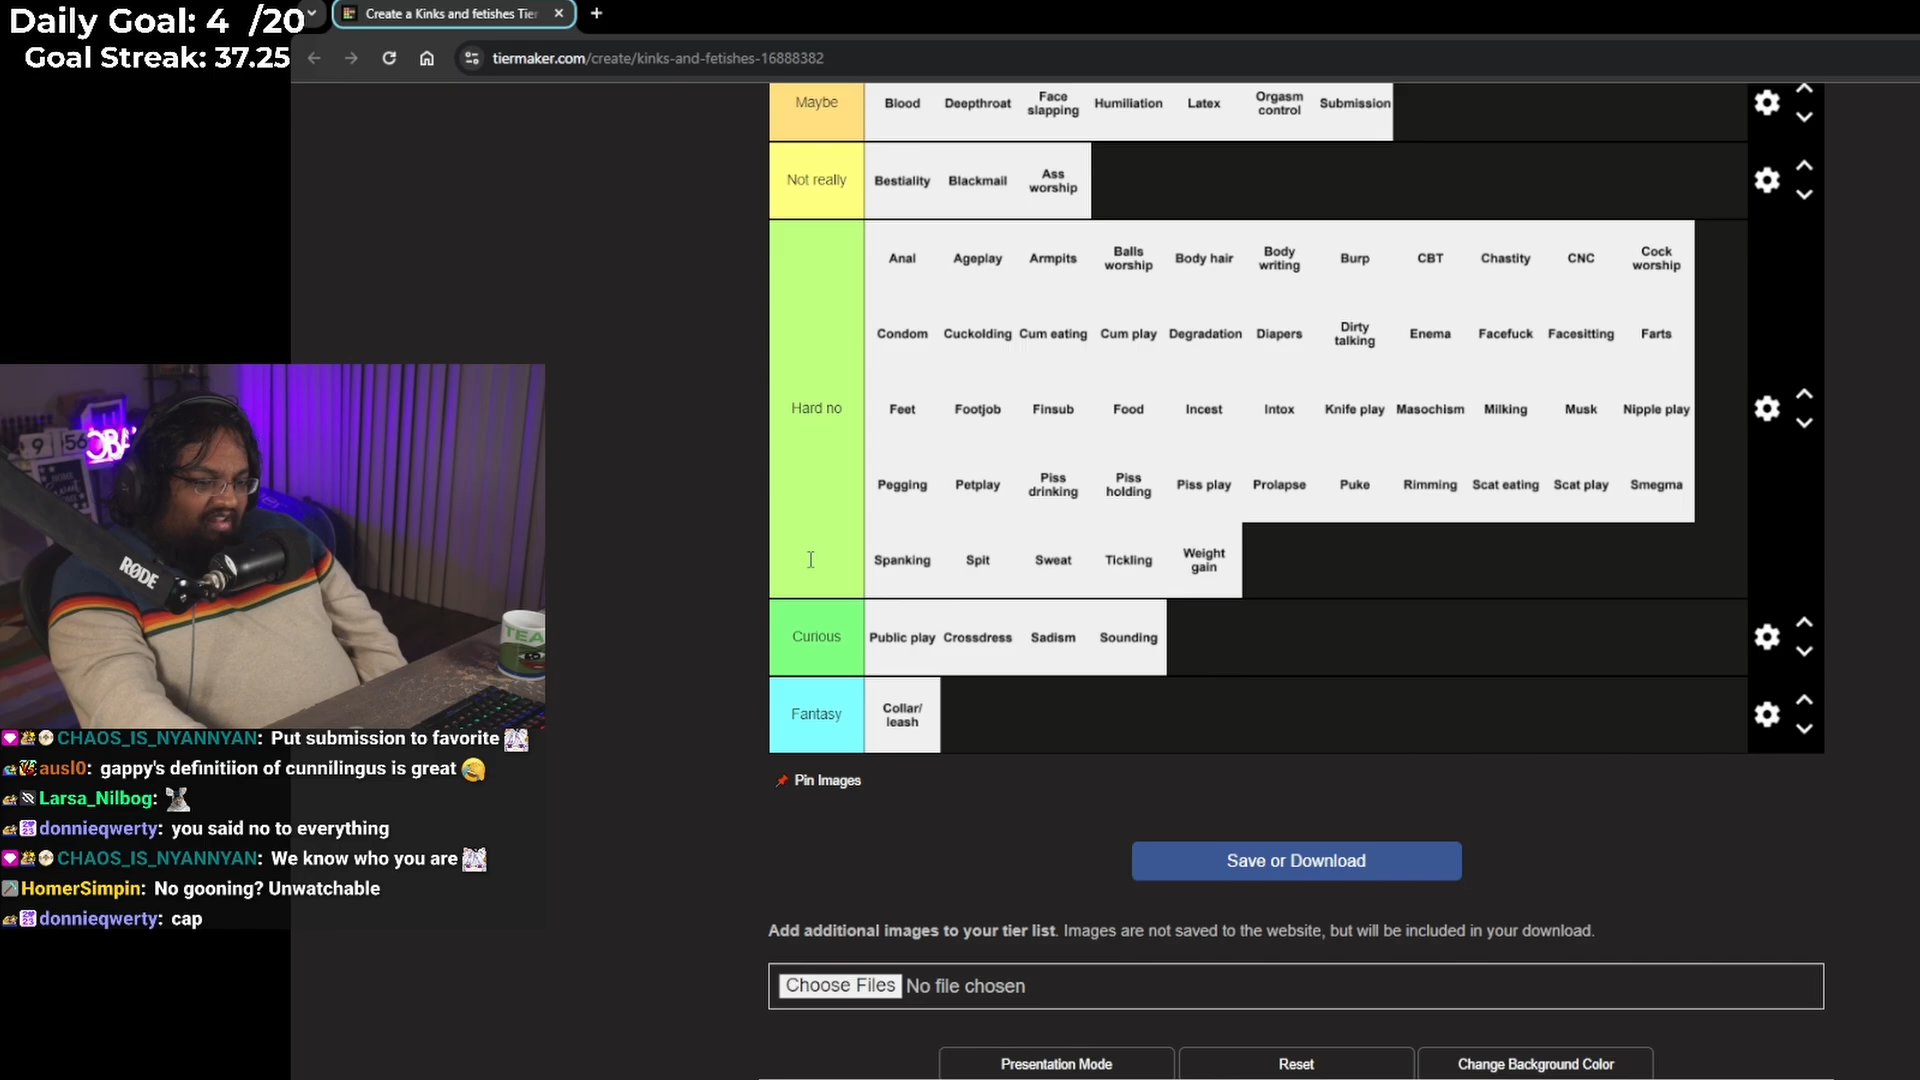 Daily Goal: 4 /20
Goal Streak: 37.25
Create a Kinks and fetishes Tier
tiermaker.com/create/kinks-and-fetishes-16888382
Maybe
Blood
Deepthroat
Face
slapping
Humiliation
Latex
Orgasm
control
Submission
Not really
Bestiality
Blackmail
Ass
worship
Hard no
Anal
Ageplay
Armpits
Balls
worship
Body hair
Body
writing
Burp
CBT
Chastity
CNC
Cock
worship
Condom
Cuckolding
Cum eating
Cum play
Degradation
Diapers
Dirty
talking
Enema
Facefuck
Facesitting
Farts
Feet
Footjob
Finsub
Food
Incest
Intox
Knife play
Masochism
Milking
Musk
Nipple play
Pegging
Petplay
Piss
drinking
Piss
holding
Piss play
Prolapse
Puke
Rimming
Scat eating
Scat play
Smegma
Spanking
Spit
Sweat
Tickling
Weight
gain
Curious
Public play
Crossdress
Sadism
Sounding
Fantasy
Collar/
leash
Pin Images
Save or Download
Add additional images to your tier list. Images are not saved to the website, but will be included in your download.
Choose Files No file chosen
Presentation Mode
Reset
Change Background Color
9 56
RØDE
TEA
CHAOS_IS_NYANNYAN: Put submission to favorite
ausl0: gappy's definitiion of cunnilingus is great
Larsa_Nilbog:
donnieqwerty: you said no to everything
CHAOS_IS_NYANNYAN: We know who you are
HomerSimpin: No gooning? Unwatchable
donnieqwerty: cap